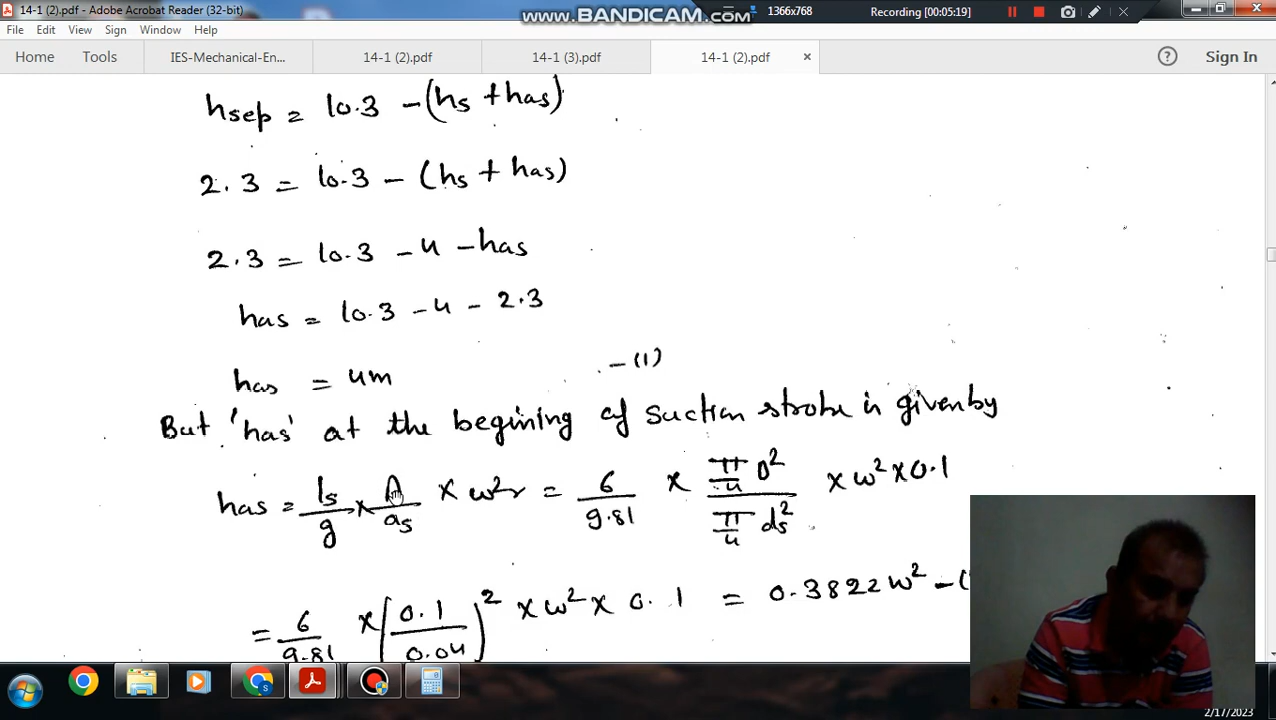 14-1 (2).pdf - Adobe Acrobat Reader (32-bit)
www.BANDICAM.com
1366x768
Recording [00:05:19]
File Edit View Sign Window Help
Home Tools IES-Mechanical-En... 14-1 (2).pdf 14-1 (3).pdf 14-1 (2).pdf × ? Sign In
hsep = 10.3 - (hs + has)
2.3 = 10.3 - (hs + has)
2.3 = 10.3 - 4 - has
has = 10.3 - 4 - 2.3
has = 4m - (1)
But 'has' at the begining of suction stroke is given by
has = ls/g × A/as × w²r = 6/9.81 × π/4 D² / π/4 ds² × w² × 0.1
= 6/9.81 × (0.1/0.04)² × w² × 0.1 = 0.3822 w² - (
2/17/2023